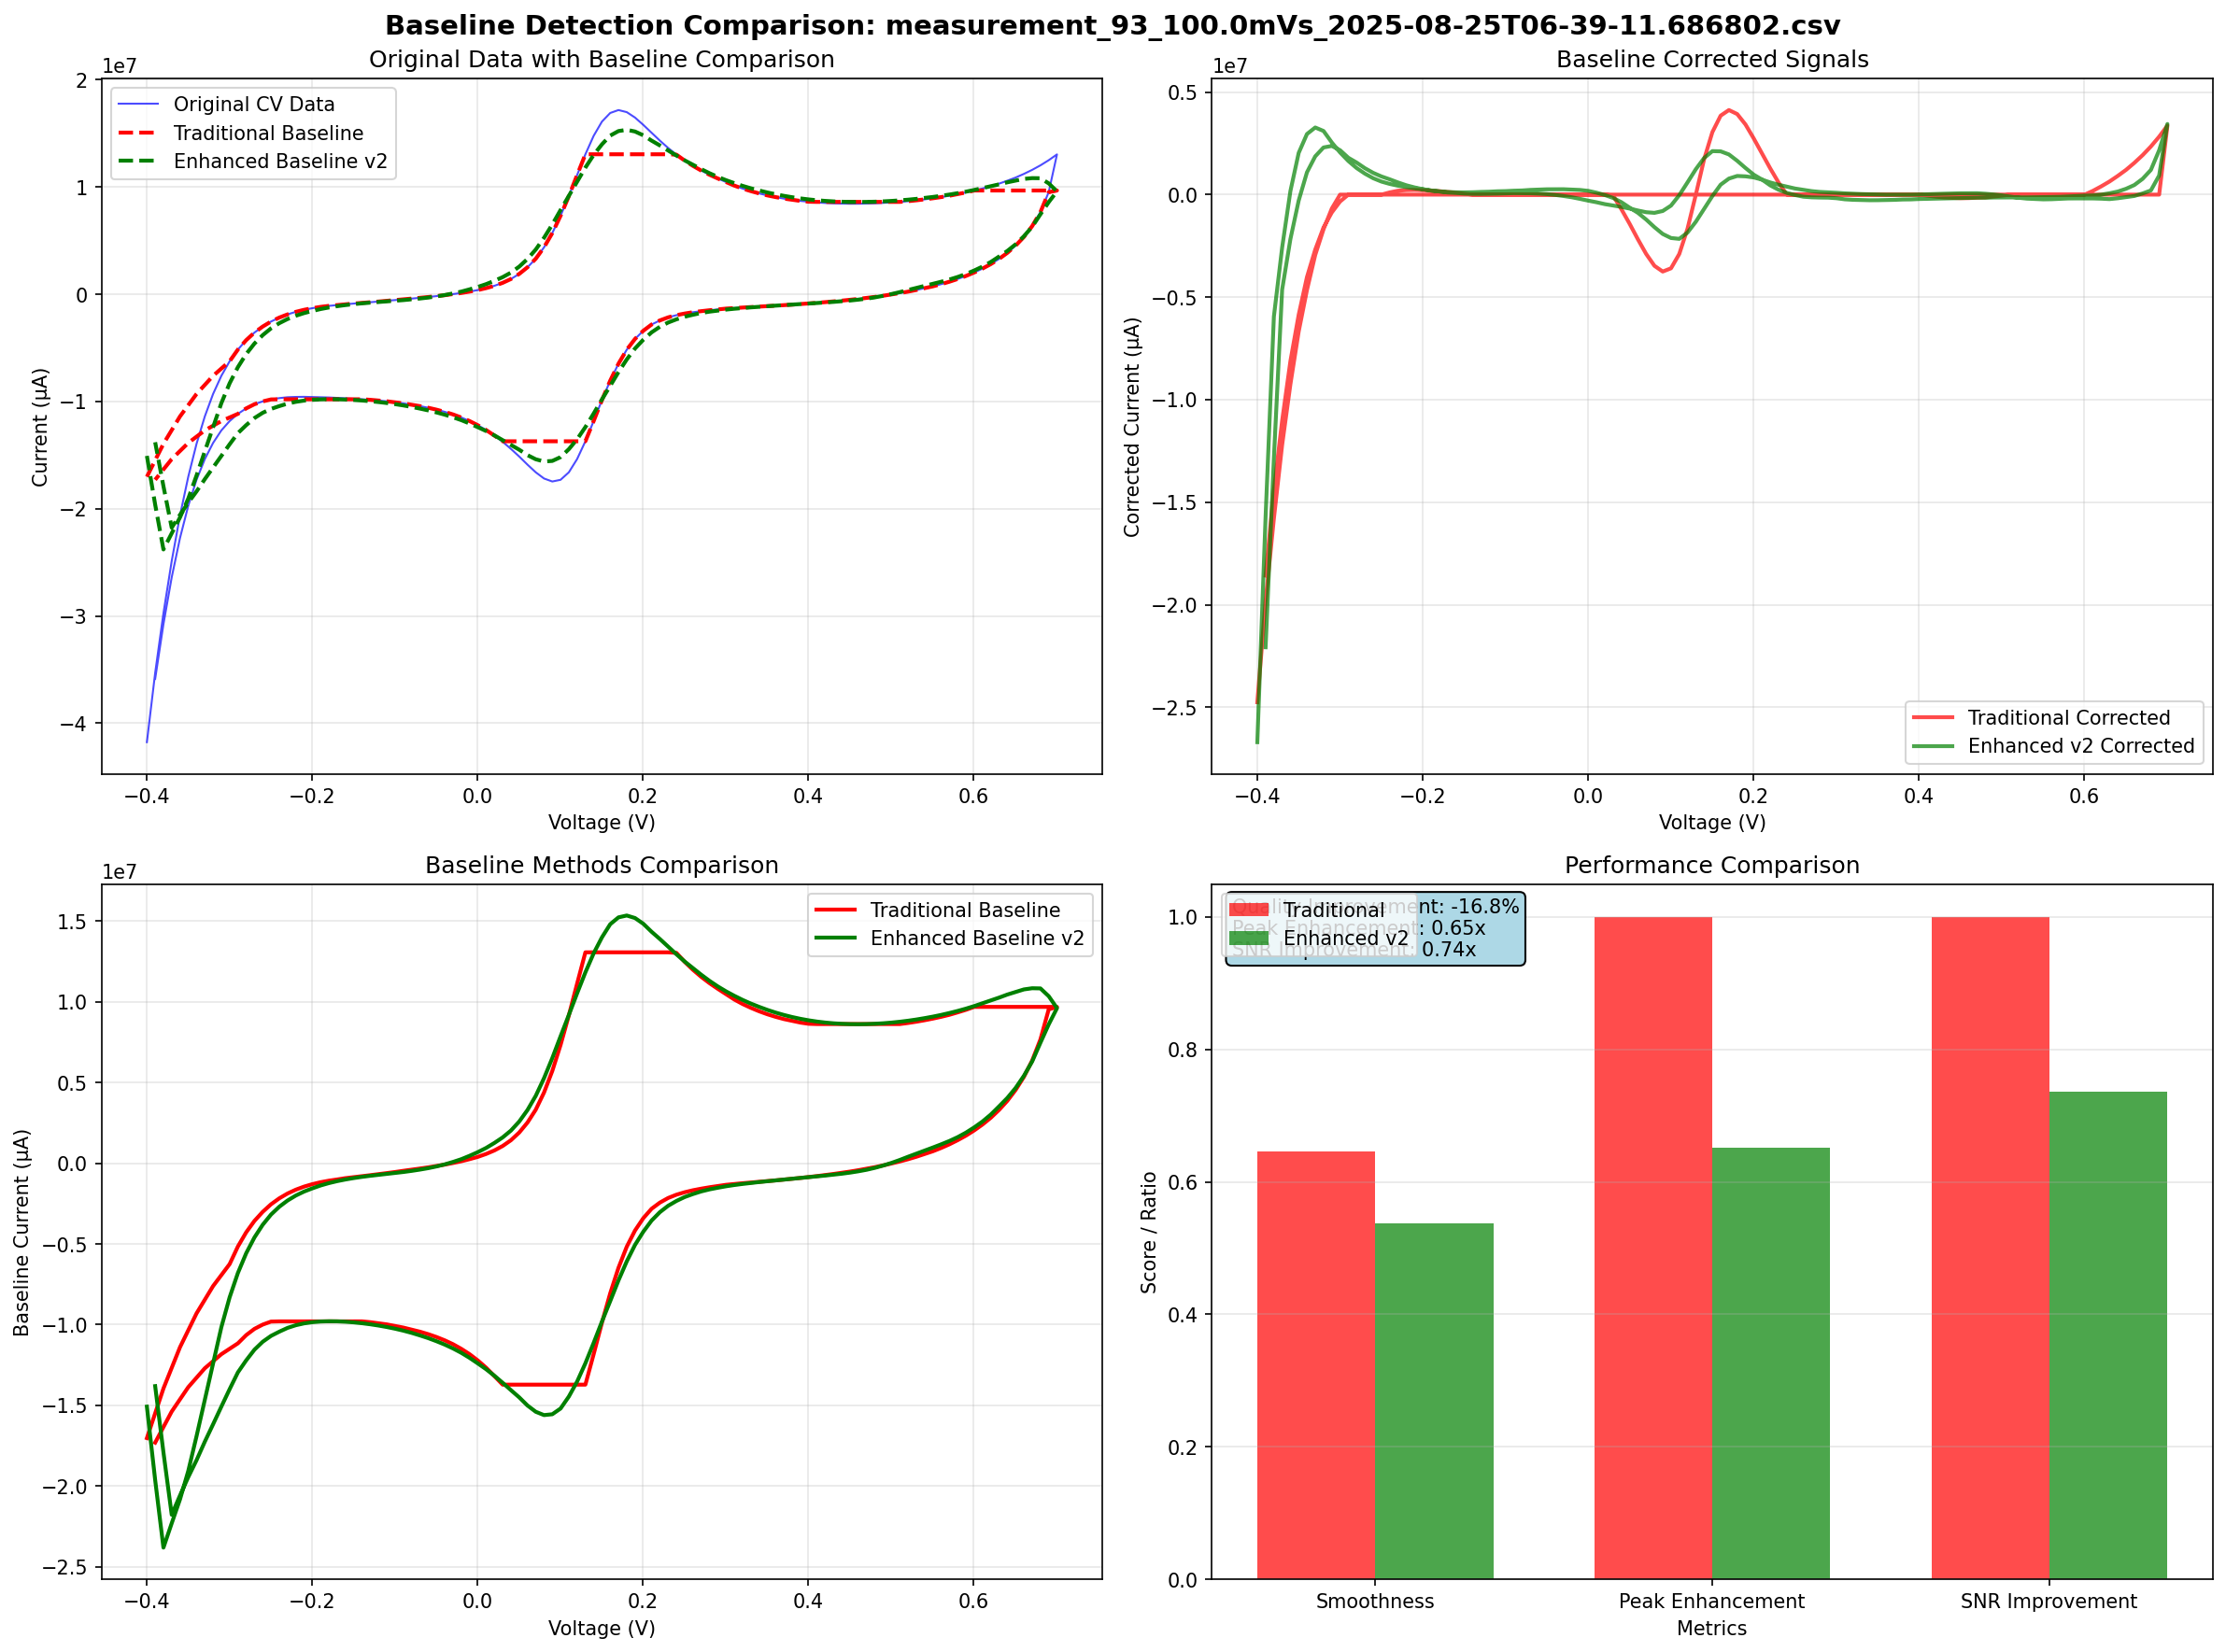 Baseline Detection Comparison: measurement_93_100.0mVs_2025-08-25T06-39-11.686802.csv
Original Data with Baseline Comparison
1e7
Original CV Data
Traditional Baseline
Enhanced Baseline v2
2
1
0
−1
−2
−3
−4
Current (μA)
−0.4 −0.2 0.0 0.2 0.4 0.6
Voltage (V)
Baseline Corrected Signals
1e7
0.5
0.0
−0.5
−1.0
−1.5
−2.0
−2.5
Corrected Current (μA)
Traditional Corrected
Enhanced v2 Corrected
−0.4 −0.2 0.0 0.2 0.4 0.6
Voltage (V)
Baseline Methods Comparison
1e7
Traditional Baseline
Enhanced Baseline v2
1.5
1.0
0.5
0.0
−0.5
−1.0
−1.5
−2.0
−2.5
Baseline Current (μA)
−0.4 −0.2 0.0 0.2 0.4 0.6
Voltage (V)
Performance Comparison
Quality Improvement: -16.8%
Peak Enhancement: 0.65x
SNR Improvement: 0.74x
Traditional
Enhanced v2
1.0
0.8
0.6
0.4
0.2
0.0
Score / Ratio
Smoothness Peak Enhancement SNR Improvement
Metrics